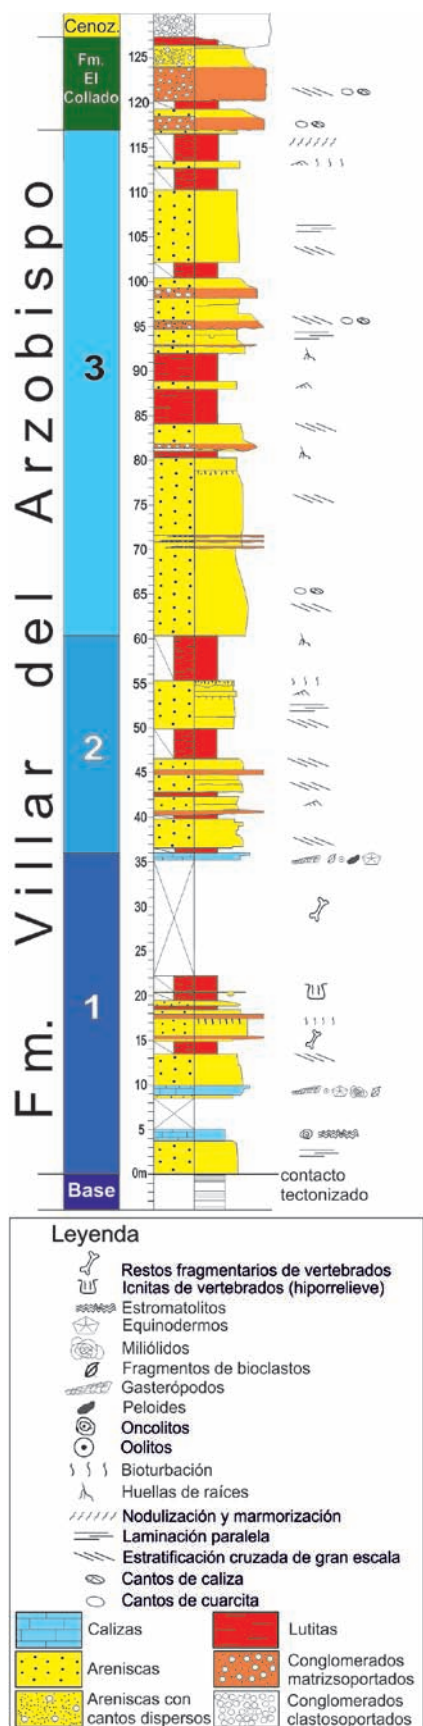 Cenoz.
Fm.
El
Collado
Fm. Villar del Arzobispo
3
2
1
Base
125
120
115
110
105
100
95
90
85
80
75
70
65
60
55
50
45
40
35
30
25
20
15
10
5
0m
contacto
tectonizado
Leyenda
Restos fragmentarios de vertebrados
Icnitas de vertebrados (hiporrelieve)
Estromatolitos
Equinodermos
Miliólidos
Fragmentos de bioclastos
Gasterópodos
Peloides
Oncolitos
Oolitos
Bioturbación
Huellas de raíces
Nodulización y marmorización
Laminación paralela
Estratificación cruzada de gran escala
Cantos de caliza
Cantos de cuarcita
Calizas
Lutitas
Areniscas
Conglomerados
matrizsoportados
Areniscas con
cantos dispersos
Conglomerados
clastosoportados